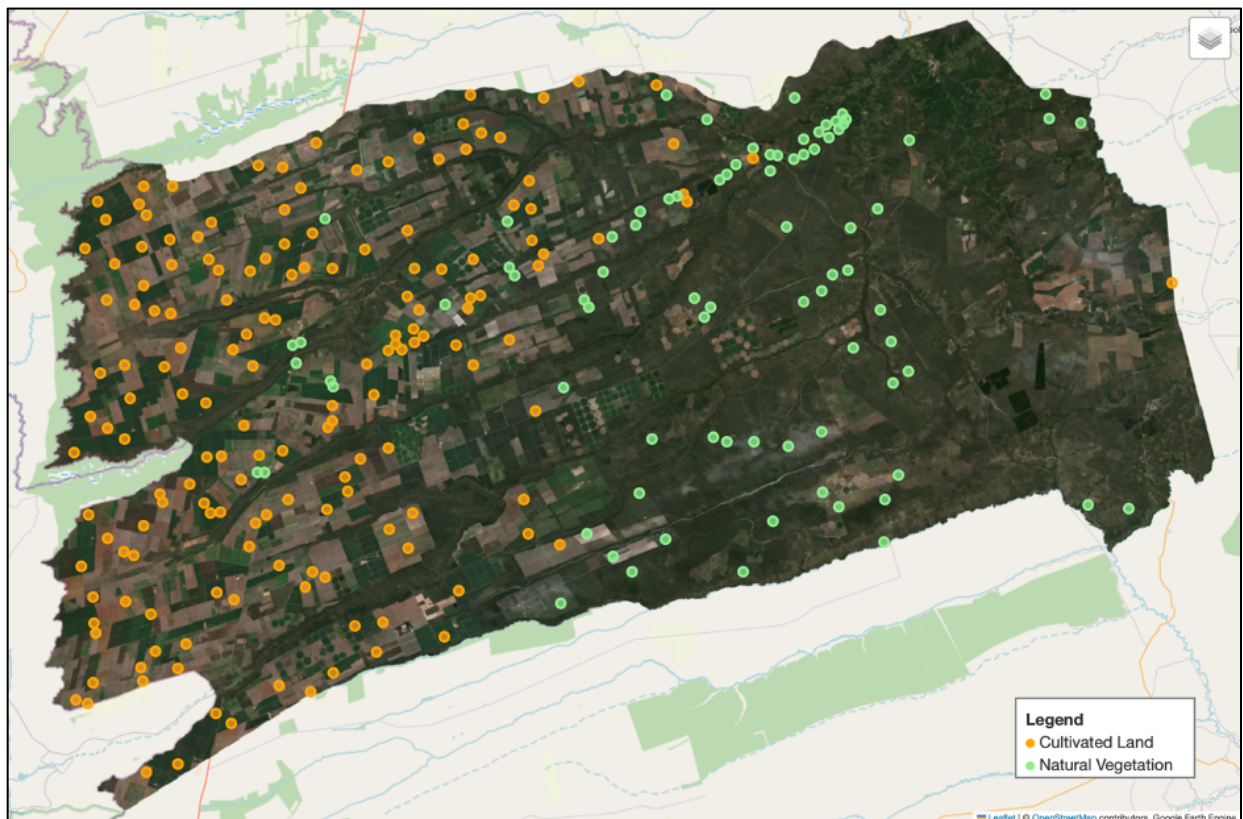 Legend
Cultivated Land
Natural Vegetation
Leaflet | © OpenStreetMap contributors, Google Earth Engine